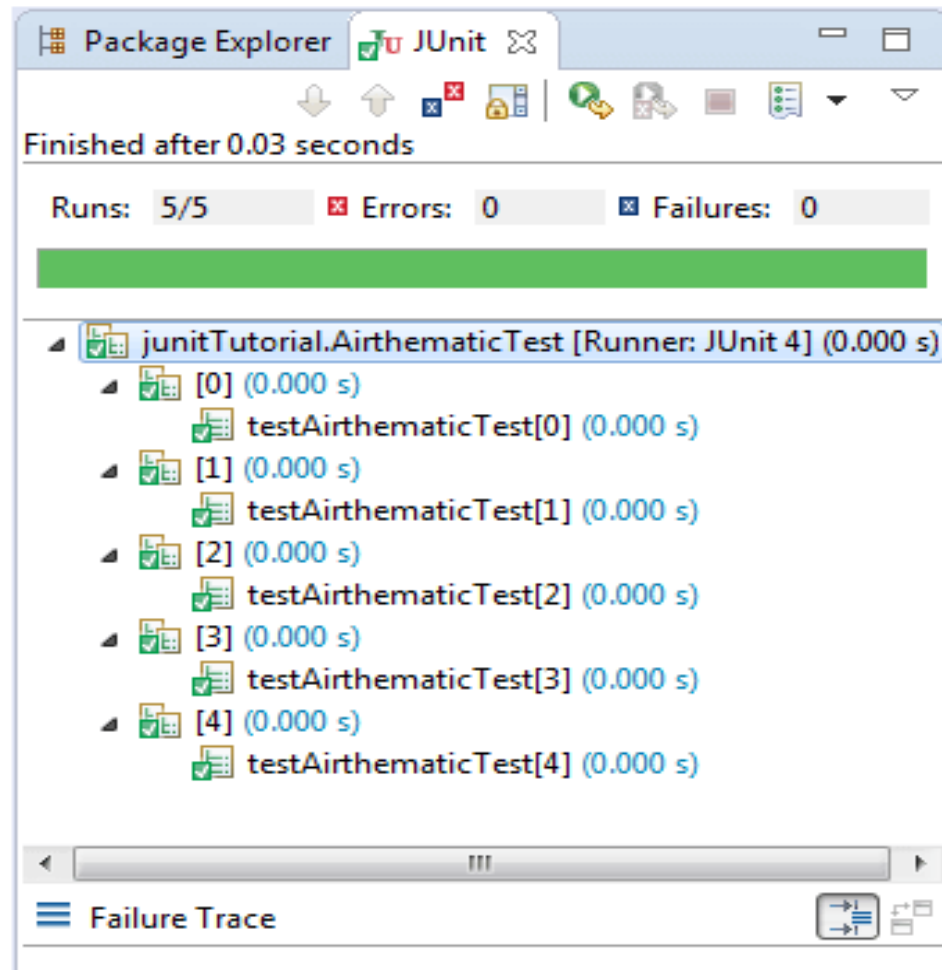 Package Explorer JUnit
Finished after 0.03 seconds
Runs: 5/5 Errors: 0 Failures: 0
junitTutorial.AirthematicTest [Runner: JUnit 4] (0.000 s)
[0] (0.000 s)
testAirthematicTest[0] (0.000 s)
[1] (0.000 s)
testAirthematicTest[1] (0.000 s)
[2] (0.000 s)
testAirthematicTest[2] (0.000 s)
[3] (0.000 s)
testAirthematicTest[3] (0.000 s)
[4] (0.000 s)
testAirthematicTest[4] (0.000 s)
Failure Trace